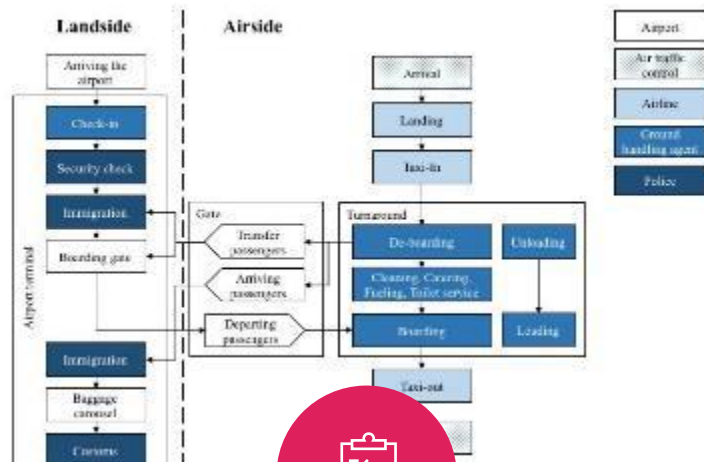 Landside
Airside
Arriving the
airport
Check-in
Security check
Immigration
Boarding gate
Airport terminal
Immigration
Baggage
carousel
Customs
Gate
Transfer
passengers
Arriving
passengers
Departing
passengers
Arrival
Landing
Taxi-in
Turnaround
De-boarding
Unloading
Cleaning, Catering,
Fueling, Toilet service
Boarding
Loading
Taxi-out
Airport
Air traffic
control
Airline
Ground
handling agent
Police